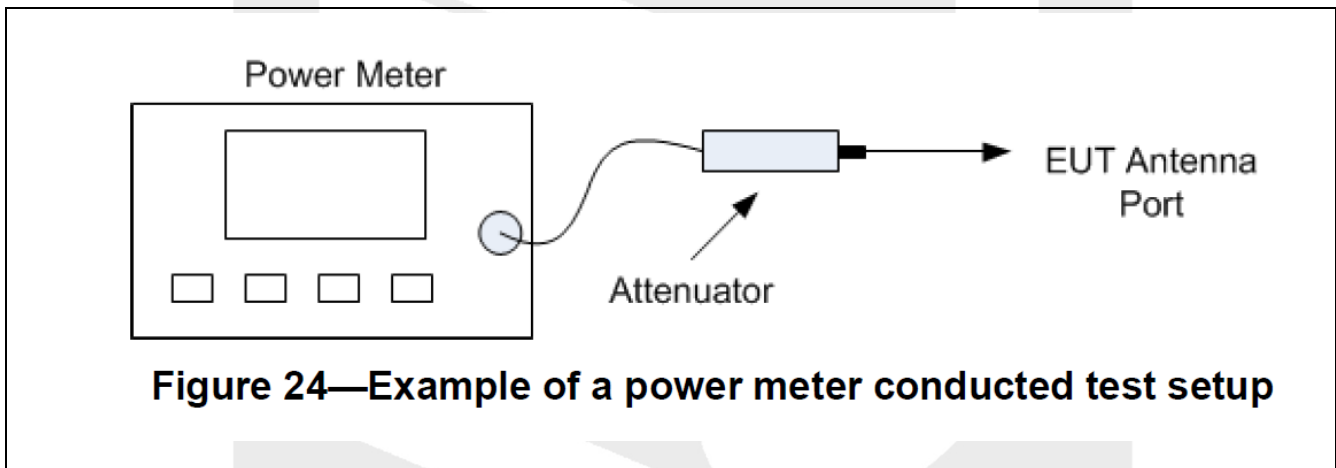 Power Meter
EUT Antenna
Port
Attenuator
Figure 24—Example of a power meter conducted test setup